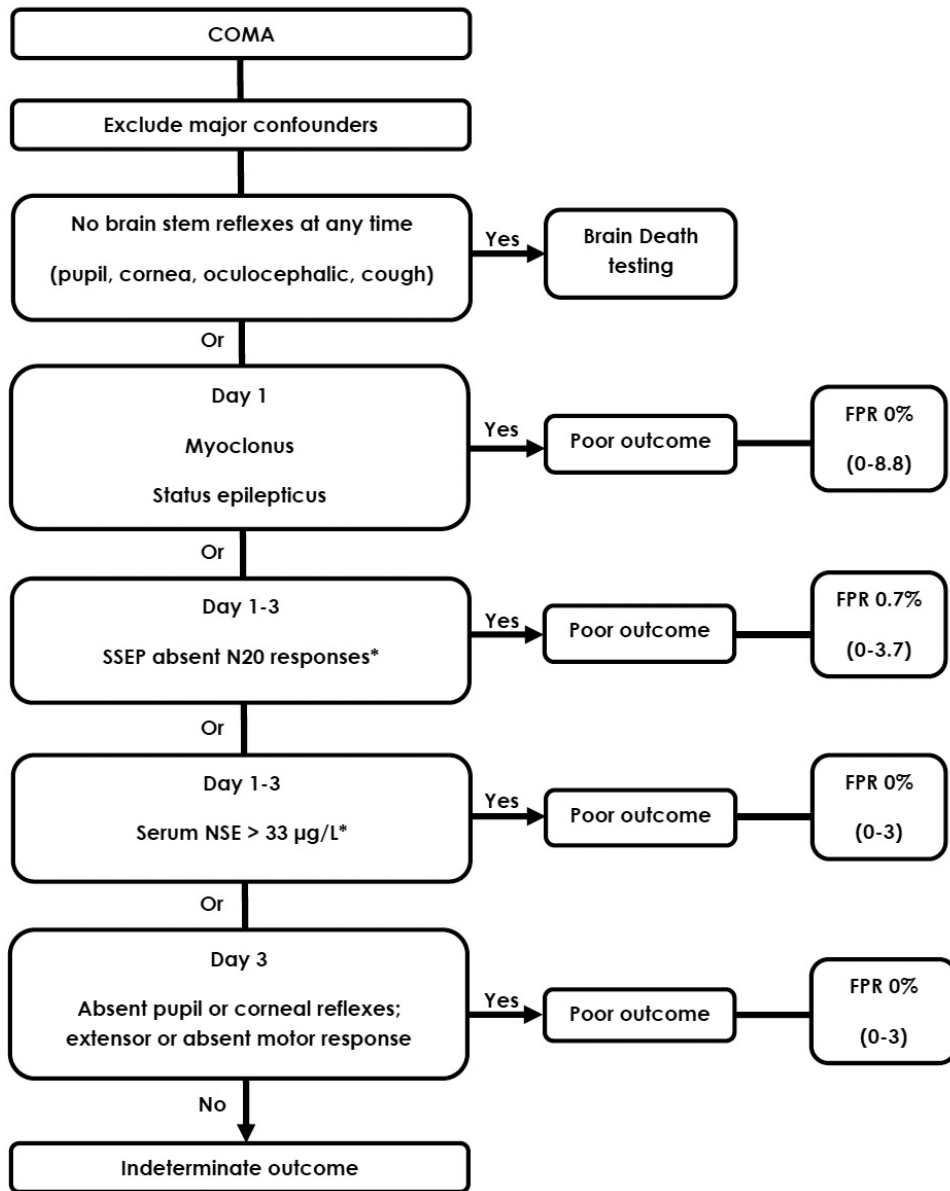 COMA
Exclude major confounders
No brain stem reflexes at any time
(pupil, cornea, oculocephalic, cough)
Yes
Brain Death
testing
Or
Day 1
Myoclonus
Status epilepticus
Yes
Poor outcome
FPR 0%
(0-8.8)
Or
Day 1-3
SSEP absent N20 responses*
Yes
Poor outcome
FPR 0.7%
(0-3.7)
Or
Day 1-3
Serum NSE > 33 µg/L*
Yes
Poor outcome
FPR 0%
(0-3)
Or
Day 3
Absent pupil or corneal reflexes;
extensor or absent motor response
Yes
Poor outcome
FPR 0%
(0-3)
No
Indeterminate outcome